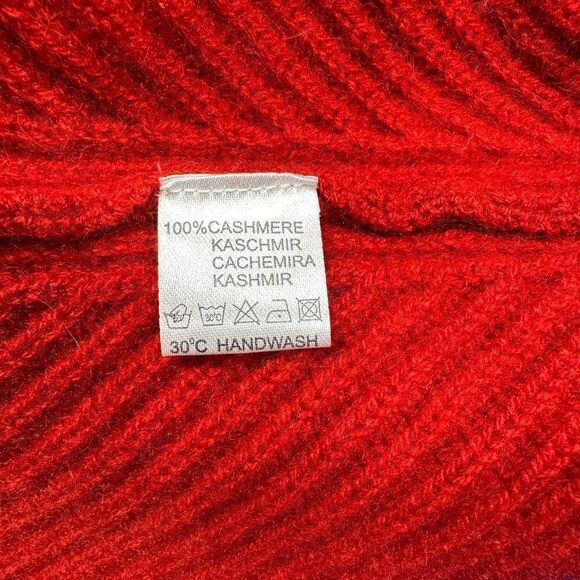 100%CASHMERE
KASCHMIR
CACHEMIRA
KASHMIR
30°C
30°C HANDWASH